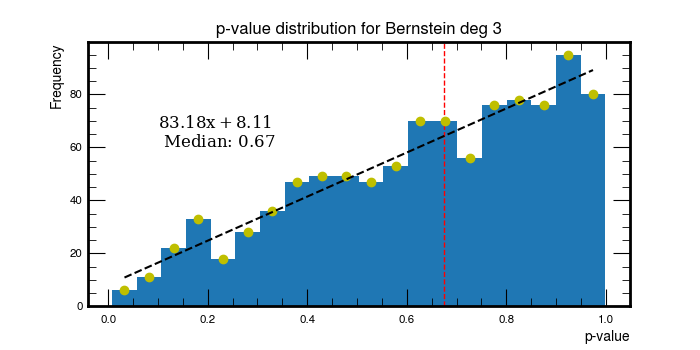 p-value distribution for Bernstein deg 3
Frequency
80
60
40
20
0
83.18x + 8.11
Median: 0.67
0.0 0.2 0.4 0.6 0.8 1.0
p-value